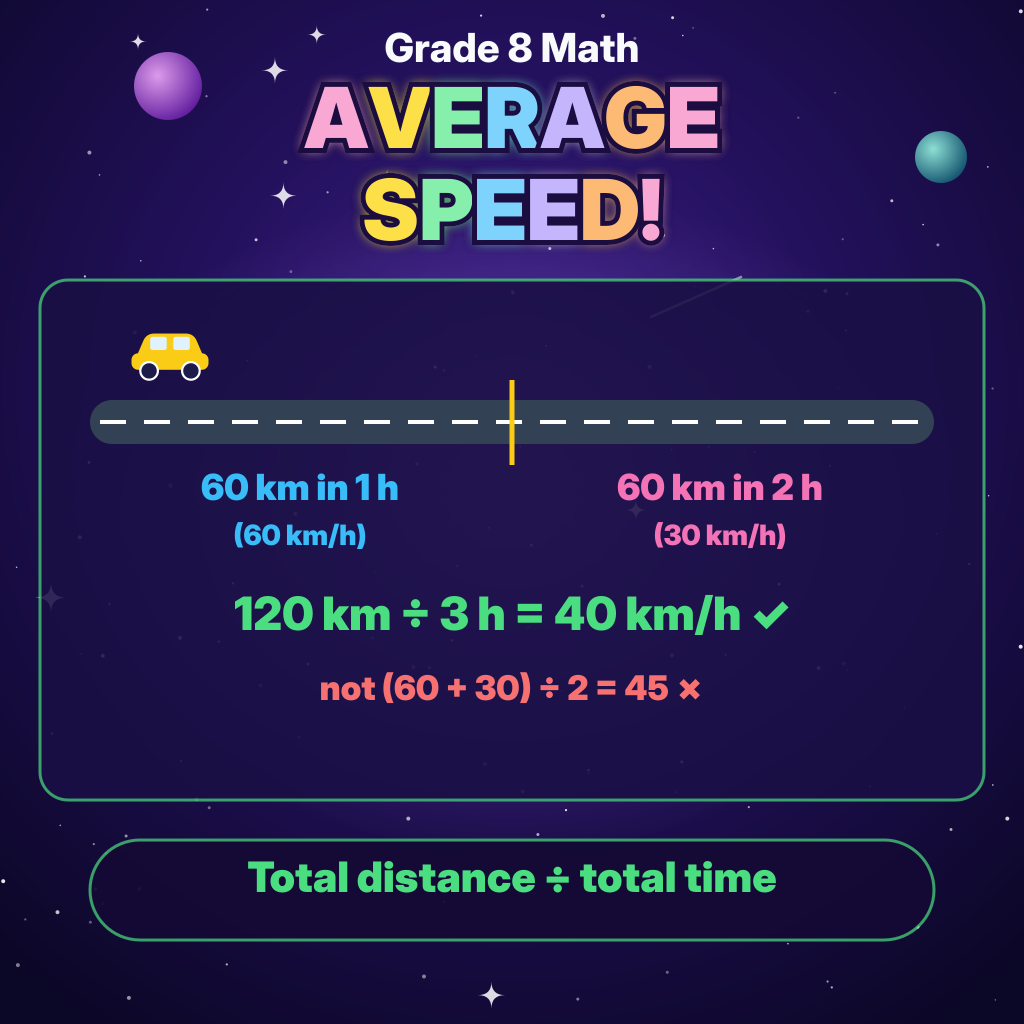 Grade 8 Math
AVERAGE
SPEED!
60 km in 1 h
60 km in 2 h
(60 km/h)
(30 km/h)
120 km ÷ 3 h = 40 km/h ✓
not (60 + 30) ÷ 2 = 45 ×
Total distance ÷ total time